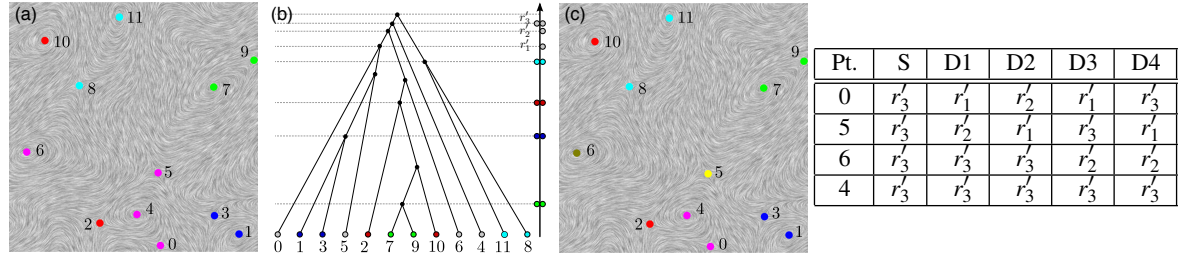 (a)
11
10
9
8
7
6
5
4
3
2
1
0
(b)
r′3
r′2
r′1
0 1 3 5 2 7 9 10 6 4 11 8
(c)
11
10
9
8
7
6
5
4
3
2
1
0
Pt. S D1 D2 D3 D4
0 r′3 r′1 r′2 r′1 r′3
5 r′3 r′2 r′1 r′3 r′1
6 r′3 r′3 r′3 r′2 r′2
4 r′3 r′3 r′3 r′3 r′3